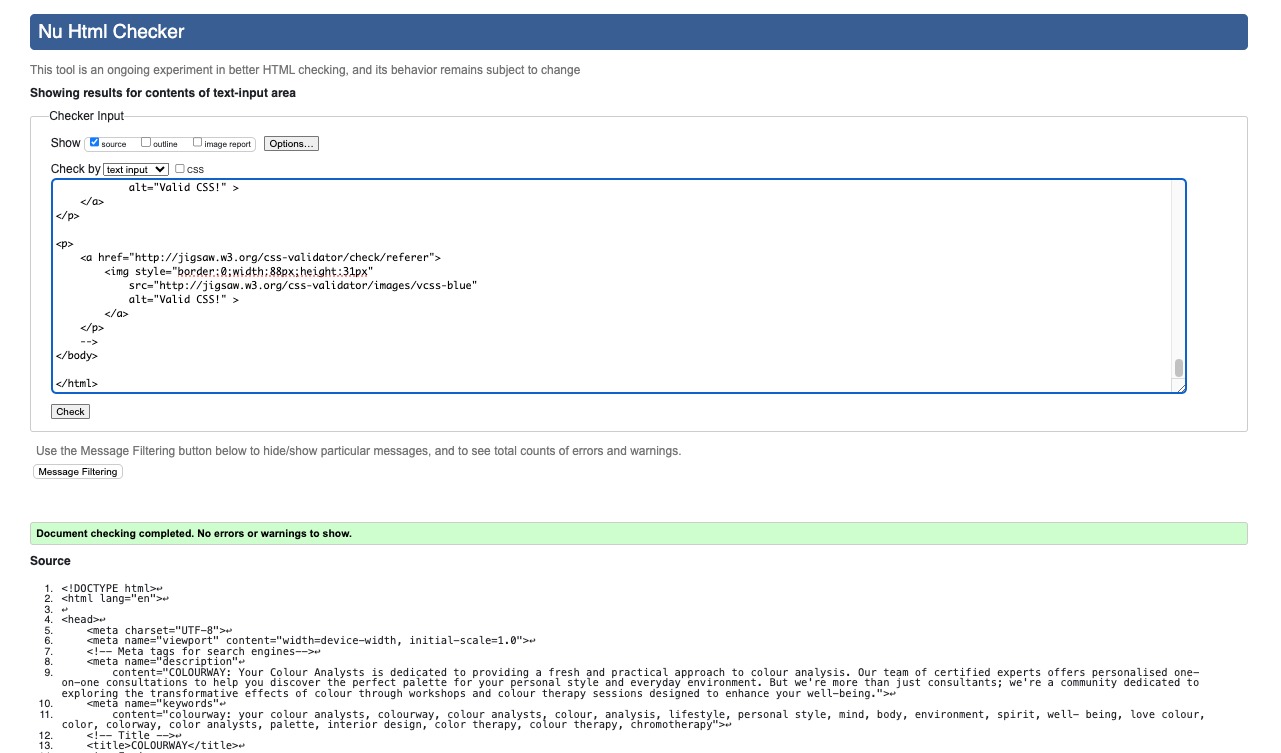 Nu Html Checker
This tool is an ongoing experiment in better HTML checking, and its behavior remains subject to change
Showing results for contents of text-input area
Checker Input
Show source outline image report Options...
Check by text input css
alt="Valid CSS!" >
</a>
</p>
<p>
<a href="http://jigsaw.w3.org/css-validator/check/referer">
<img style="border:0;width:88px;height:31px"
src="http://jigsaw.w3.org/css-validator/images/vcss-blue"
alt="Valid CSS!" >
</a>
</p>
-->
</body>
</html>
Check
Use the Message Filtering button below to hide/show particular messages, and to see total counts of errors and warnings.
Message Filtering
Document checking completed. No errors or warnings to show.
Source
1. <!DOCTYPE html>↩
2. <html lang="en">↩
3. ↩
4. <head>↩
5. <meta charset="UTF-8">↩
6. <meta name="viewport" content="width=device-width, initial-scale=1.0">↩
7. <!-- Meta tags for search engines-->↩
8. <meta name="description"↩
9. content="COLOURWAY: Your Colour Analysts is dedicated to providing a fresh and practical approach to colour analysis. Our team of certified experts offers personalised one-
on-one consultations to help you discover the perfect palette for your personal style and everyday environment. But we're more than just consultants; we're a community dedicated to
exploring the transformative effects of colour through workshops and colour therapy sessions designed to enhance your well-being.">↩
10. <meta name="keywords"↩
11. content="colourway: your colour analysts, colourway, colour analysts, colour, analysis, lifestyle, personal style, mind, body, environment, spirit, well- being, love colour,
color, colorway, color analysts, palette, interior design, color therapy, colour therapy, chromotherapy">↩
12. <!-- Title -->↩
13. <title>COLOURWAY</title>↩